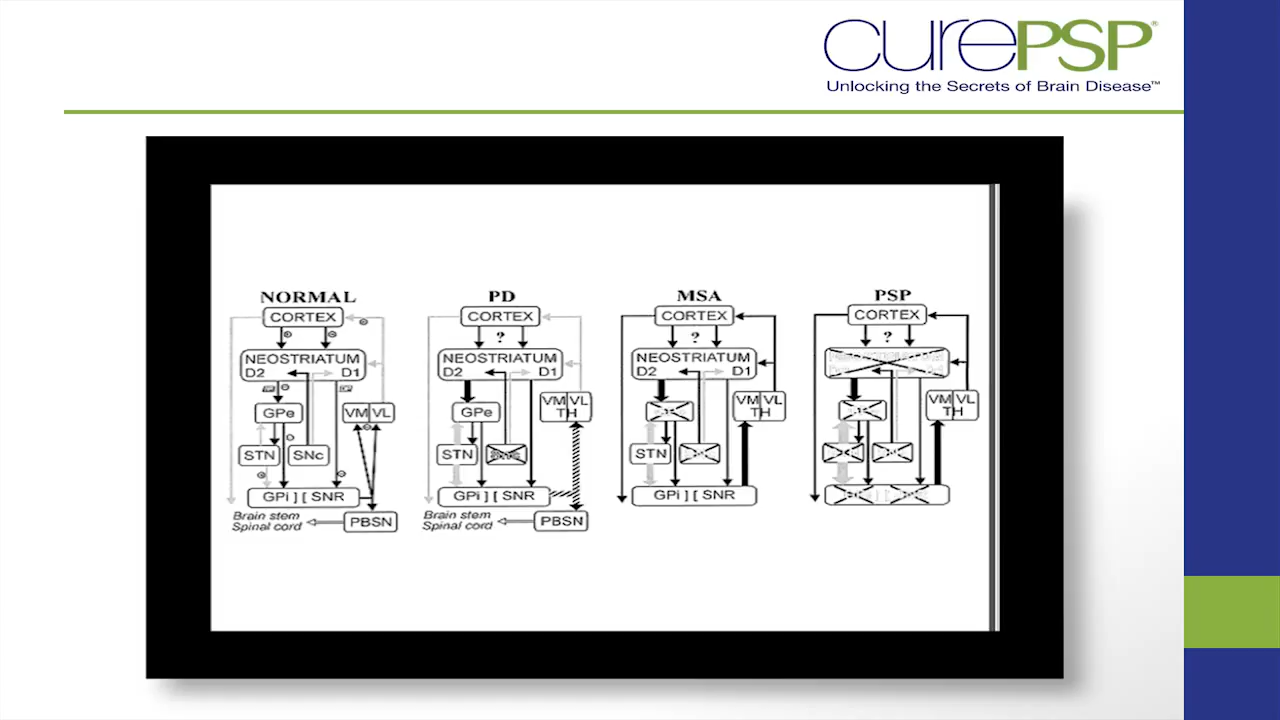 curePSP®
Unlocking the Secrets of Brain Disease™
NORMAL
CORTEX
NEOSTRIATUM
D2 D1
GPe
VM VL
STN SNc
GPi ] [ SNR
Brain stem
Spinal cord
PBSN
PD
CORTEX
?
NEOSTRIATUM
D2 D1
GPe
VM VL
TH
STN
GPi ] [ SNR
Brain stem
Spinal cord
PBSN
MSA
CORTEX
?
NEOSTRIATUM
D2 D1
VM VL
TH
STN
GPi ] [ SNR
PSP
CORTEX
?
VM VL
TH